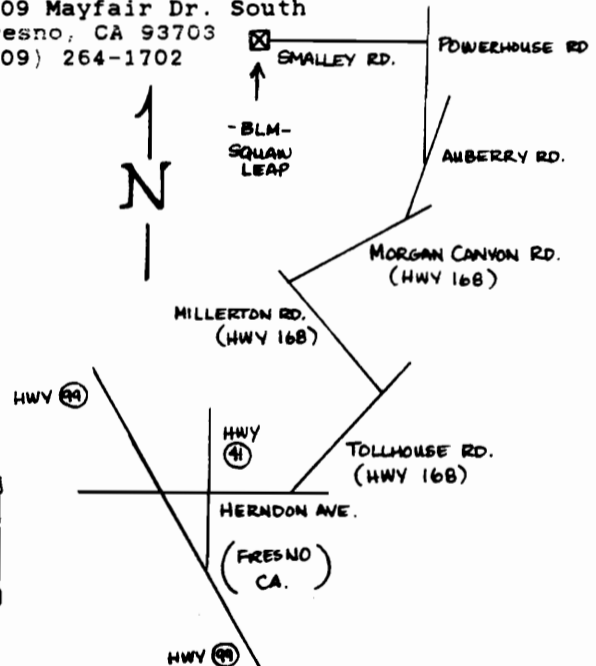 09 Mayfair Dr. South
esno, CA 93703
09) 264-1702
SMALLEY RD.
POWERHOUSE RD
-BLM-
SQUAW
LEAP
N
AUBERRY RD.
MORGAN CANYON RD.
(HWY 168)
MILLERTON RD.
(HWY 168)
HWY 99
HWY
41
TOLLHOUSE RD.
(HWY 168)
HERNDON AVE.
(FRESNO
CA.)
HWY 99